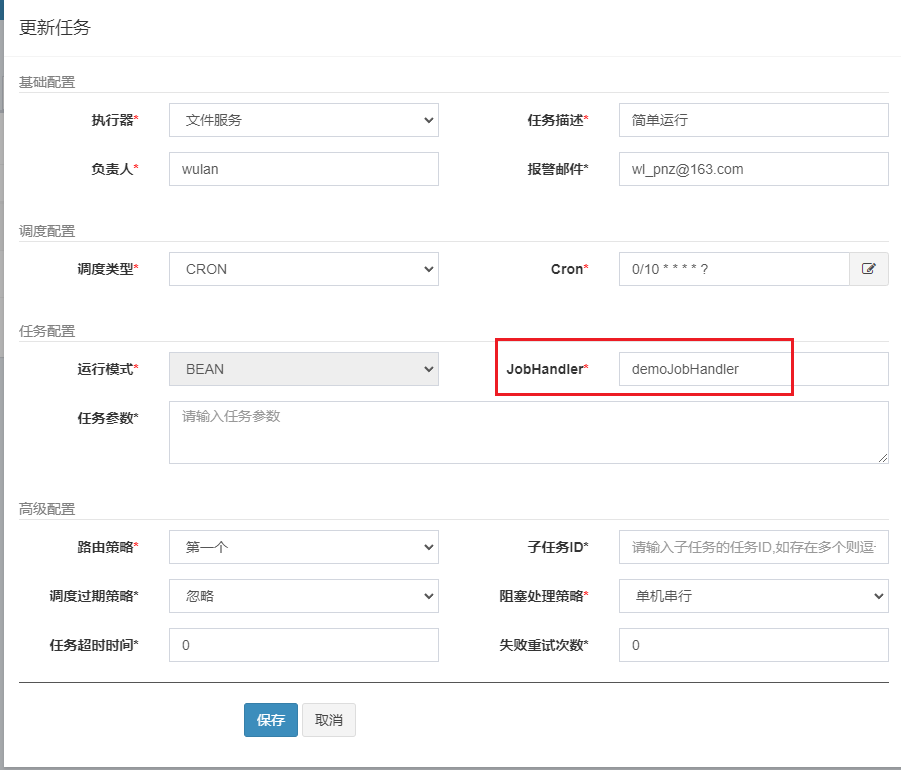 更新任务
基础配置
执行器* 文件服务 任务描述* 简单运行
负责人* wulan 报警邮件* wl_pnz@163.com
调度配置
调度类型* CRON Cron* 0/10 * * * * ?
任务配置
运行模式* BEAN JobHandler* demoJobHandler
任务参数* 请输入任务参数
高级配置
路由策略* 第一个 子任务ID* 请输入子任务的任务ID,如存在多个则逗
调度过期策略* 忽略 阻塞处理策略* 单机串行
任务超时时间* 0 失败重试次数* 0
保存 取消